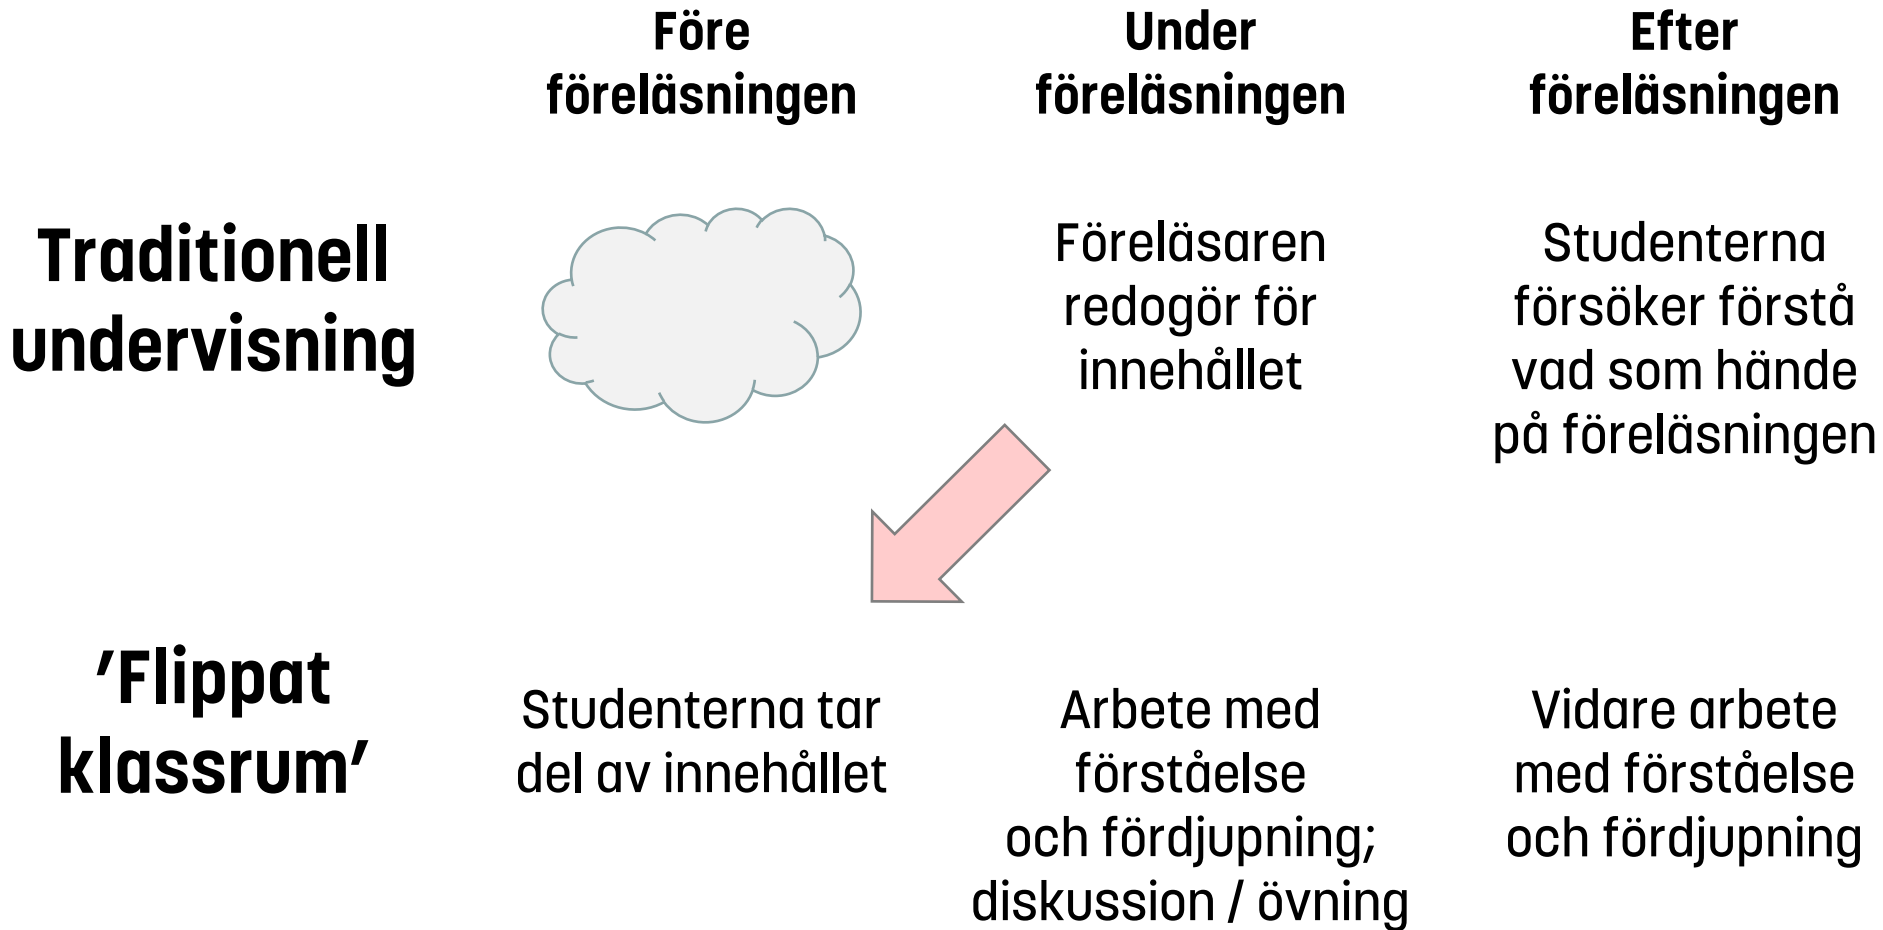 Före
föreläsningen
Under
föreläsningen
Efter
föreläsningen
Traditionell
undervisning
Föreläsaren
redogör för
innehållet
Studenterna
försöker förstå
vad som hände
på föreläsningen
’Flippat
klassrum’
Studenterna tar
del av innehållet
Arbete med
förståelse
och fördjupning;
diskussion / övning
Vidare arbete
med förståelse
och fördjupning